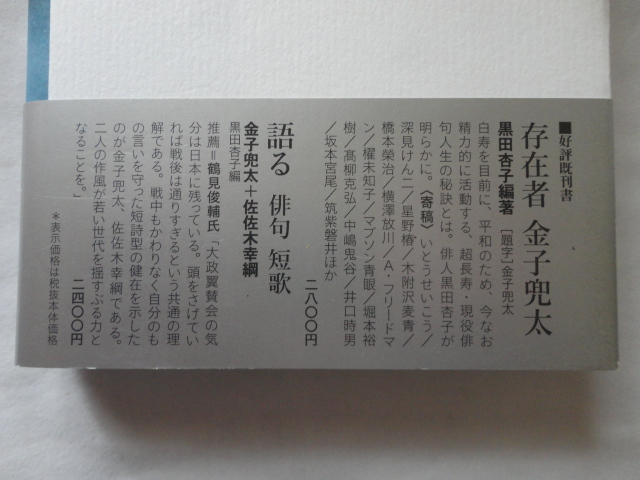 ■好評既刊書
存在者 金子兜太
黒田杏子編著 [題字]金子兜太
白寿を目前に、平和のため、今なお
精力的に活動する、超長寿・現役俳
句人生の秘訣とは。俳人黒田杏子が
明らかに。〈寄稿〉いとうせいこう／
深見けん二／星野椿／木附沢麦青／
橋本榮治／横澤放川／A・フリードマ
ン／櫂未知子／マブソン青眼／堀本裕
樹／髙柳克弘／中嶋鬼谷／井口時男
／坂本宮尾／筑紫磐井ほか
二八〇〇円
語る 俳句 短歌
金子兜太＋佐佐木幸綱
黒田杏子編
推薦＝鶴見俊輔氏「大政翼賛会の気
分は日本に残っている。頭をさげてい
れば戦後は通りすぎるという共通の理
解である。戦中もかわりなく自分のも
の言いを守った短詩型の健在を示した
のが金子兜太、佐佐木幸綱である。
二人の作風が若い世代を揺すぶる力と
なることを。」
二四〇〇円
＊表示価格は税抜本体価格